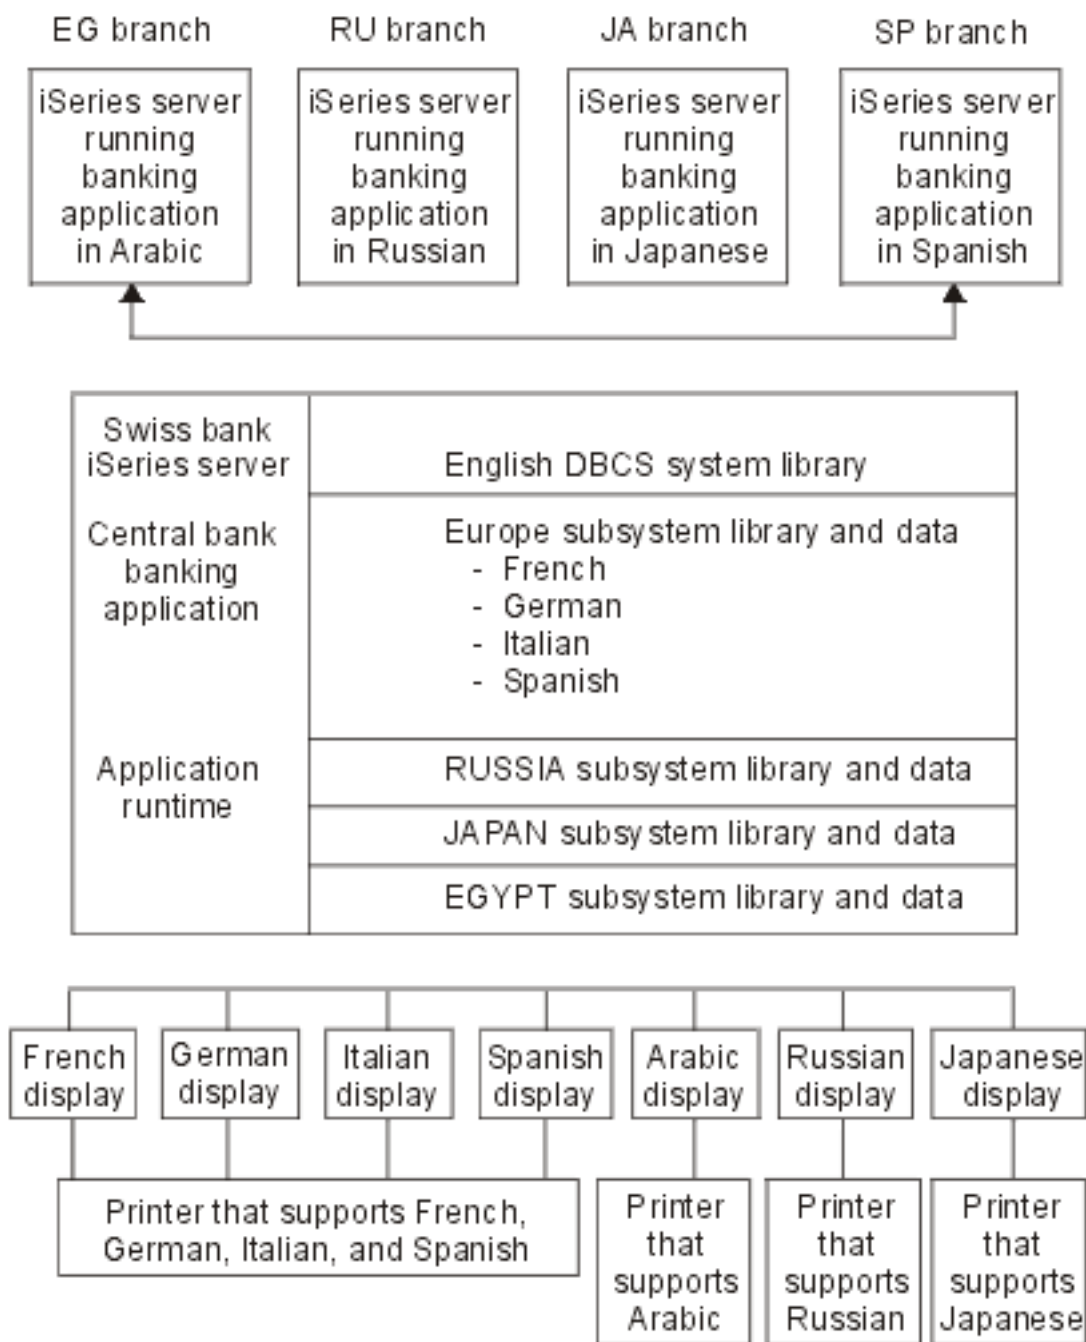 EG branch
RU branch
JA branch
SP branch
iSeries server
running
banking
application
in Arabic
iSeries server
running
banking
application
in Russian
iSeries server
running
banking
application
in Japanese
iSeries server
running
banking
application
in Spanish
Swiss bank
iSeries server
English DBCS system library
Central bank
banking
application
Europe subsystem library and data
- French
- German
- Italian
- Spanish
Application
runtime
RUSSIA subsystem library and data
JAPAN subsystem library and data
EGYPT subsystem library and data
French
display
German
display
Italian
display
Spanish
display
Arabic
display
Russian
display
Japanese
display
Printer that supports French,
German, Italian, and Spanish
Printer
that
supports
Arabic
Printer
that
supports
Russian
Printer
that
supports
Japanese